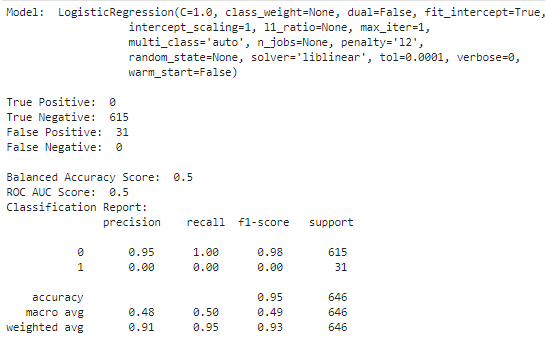 Model:  LogisticRegression(C=1.0, class_weight=None, dual=False, fit_intercept=True,
intercept_scaling=1, l1_ratio=None, max_iter=1,
multi_class='auto', n_jobs=None, penalty='l2',
random_state=None, solver='liblinear', tol=0.0001, verbose=0,
warm_start=False)
True Positive:  0
True Negative:  615
False Positive:  31
False Negative:  0
Balanced Accuracy Score:  0.5
ROC AUC Score:  0.5
Classification Report:
precision    recall  f1-score   support
0       0.95      1.00      0.98       615
1       0.00      0.00      0.00        31
accuracy                           0.95       646
macro avg       0.48      0.50      0.49       646
weighted avg       0.91      0.95      0.93       646